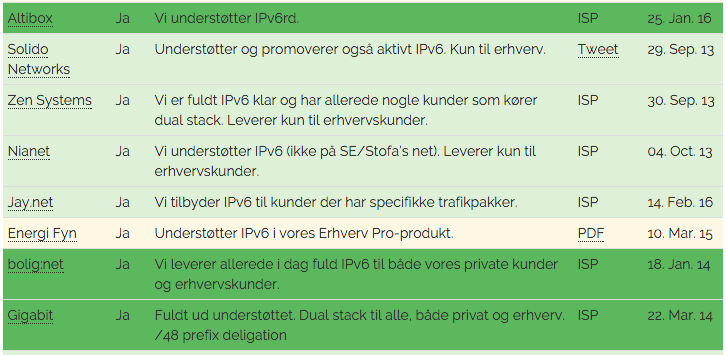 Altibox Ja Vi understøtter IPv6rd. ISP 25. Jan. 16
Solido Ja Understøtter og promoverer også aktivt IPv6. Kun til erhverv. Tweet 29. Sep. 13
Networks
Zen Systems Ja Vi er fuldt IPv6 klar og har allerede nogle kunder som kører ISP 30. Sep. 13
dual stack. Leverer kun til erhvervskunder.
Nianet Ja Vi understøtter IPv6 (ikke på SE/Stofa's net). Leverer kun til ISP 04. Oct. 13
erhvervskunder.
Jay.net Ja Vi tilbyder IPv6 til kunder der har specifikke trafikpakker. ISP 14. Feb. 16
Energi Fyn Ja Understøtter IPv6 i vores Erhverv Pro-produkt. PDF 10. Mar. 15
bolig:net Ja Vi leverer allerede i dag fuld IPv6 til både vores private kunder ISP 18. Jan. 14
og erhvervskunder.
Gigabit Ja Fuldt ud understøttet. Dual stack til alle, både privat og erhverv. ISP 22. Mar. 14
/48 prefix deligation